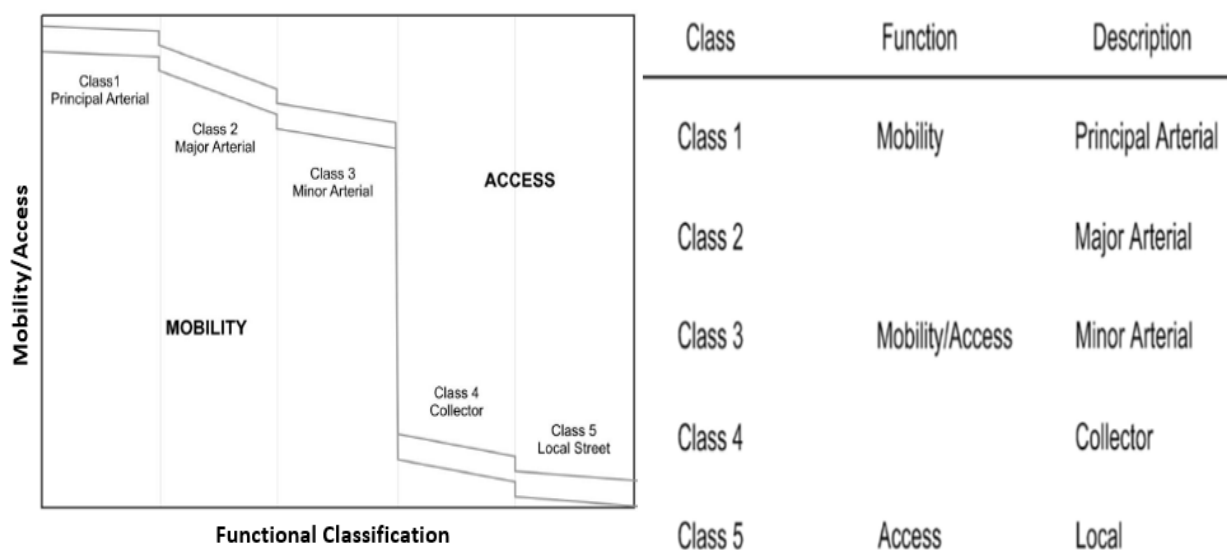 Class1
Principal Arterial
Class 2
Major Arterial
Class 3
Minor Arterial
ACCESS
MOBILITY
Class 4
Collector
Class 5
Local Street
Mobility/Access
Functional Classification
Class Function Description
Class 1 Mobility Principal Arterial
Class 2 Major Arterial
Class 3 Mobility/Access Minor Arterial
Class 4 Collector
Class 5 Access Local